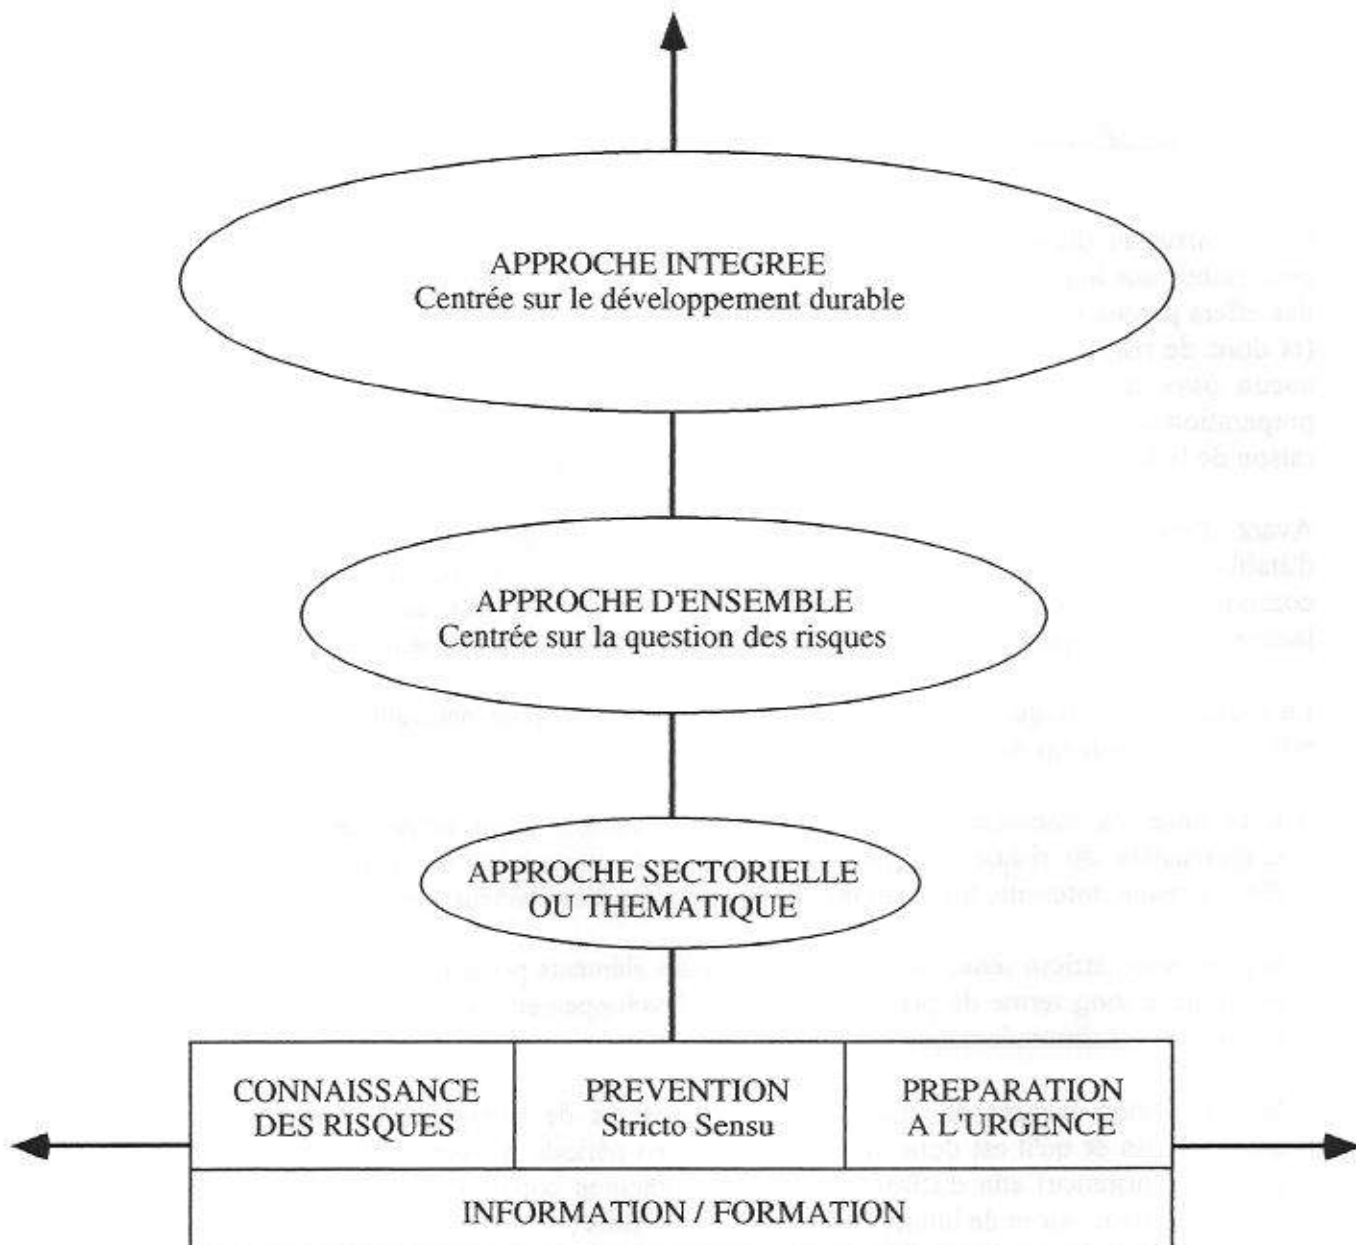 APPROCHE INTEGREE
Centrée sur le développement durable
APPROCHE D'ENSEMBLE
Centrée sur la question des risques
APPROCHE SECTORIELLE
OU THEMATIQUE
CONNAISSANCE
DES RISQUES
PREVENTION
Stricto Sensu
PREPARATION
A L'URGENCE
INFORMATION / FORMATION